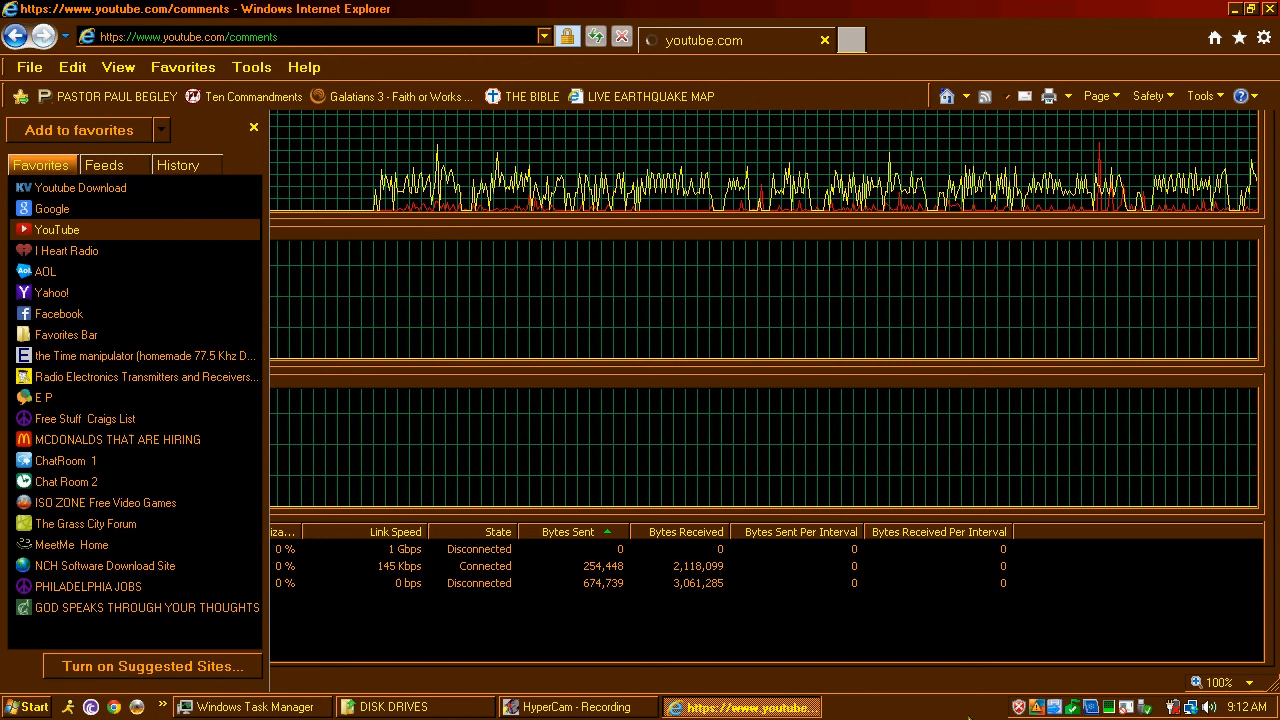 https://www.youtube.com/comments - Windows Internet Explorer
https://www.youtube.com/comments
youtube.com
File Edit View Favorites Tools Help
PASTOR PAUL BEGLEY Ten Commandments Galatians 3 - Faith or Works ... THE BIBLE LIVE EARTHQUAKE MAP Page Safety Tools
Add to favorites
Favorites Feeds History
KV Youtube Download
Google
YouTube
I Heart Radio
Aol AOL
Yahoo!
Facebook
Favorites Bar
the Time manipulator (homemade 77.5 Khz D...
Radio Electronics Transmitters and Receivers...
E P
Free Stuff Craigs List
MCDONALDS THAT ARE HIRING
ChatRoom 1
Chat Room 2
ISO ZONE Free Video Games
The Grass City Forum
MeetMe Home
NCH Software Download Site
PHILADELPHIA JOBS
GOD SPEAKS THROUGH YOUR THOUGHTS
Turn on Suggested Sites...
iza... Link Speed State Bytes Sent Bytes Received Bytes Sent Per Interval Bytes Received Per Interval
0 % 1 Gbps Disconnected 0 0 0 0
0 % 145 Kbps Connected 254,448 2,118,099 0 0
0 % 0 bps Disconnected 674,739 3,061,285 0 0
100%
Start Windows Task Manager DISK DRIVES HyperCam - Recording https://www.youtube... 9:12 AM